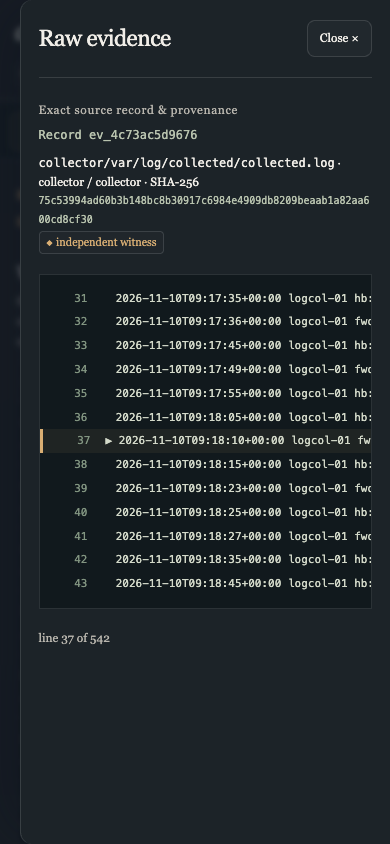 Raw evidence
Close ×
Exact source record & provenance
Record ev_4c73ac5d9676
collector/var/log/collected/collected.log ·
collector / collector · SHA-256
75c53994ad60b3b148bc8b30917c6984e4909db8209beaab1a82aa6
00cd8cf30
◆ independent witness
31 2026-11-10T09:17:35+00:00 logcol-01 hb:
32 2026-11-10T09:17:36+00:00 logcol-01 fwd
33 2026-11-10T09:17:45+00:00 logcol-01 hb:
34 2026-11-10T09:17:49+00:00 logcol-01 fwd
35 2026-11-10T09:17:55+00:00 logcol-01 hb:
36 2026-11-10T09:18:05+00:00 logcol-01 hb:
37 ▶ 2026-11-10T09:18:10+00:00 logcol-01 fw
38 2026-11-10T09:18:15+00:00 logcol-01 hb:
39 2026-11-10T09:18:23+00:00 logcol-01 fwd
40 2026-11-10T09:18:25+00:00 logcol-01 hb:
41 2026-11-10T09:18:27+00:00 logcol-01 fwd
42 2026-11-10T09:18:35+00:00 logcol-01 hb:
43 2026-11-10T09:18:45+00:00 logcol-01 hb:
line 37 of 542